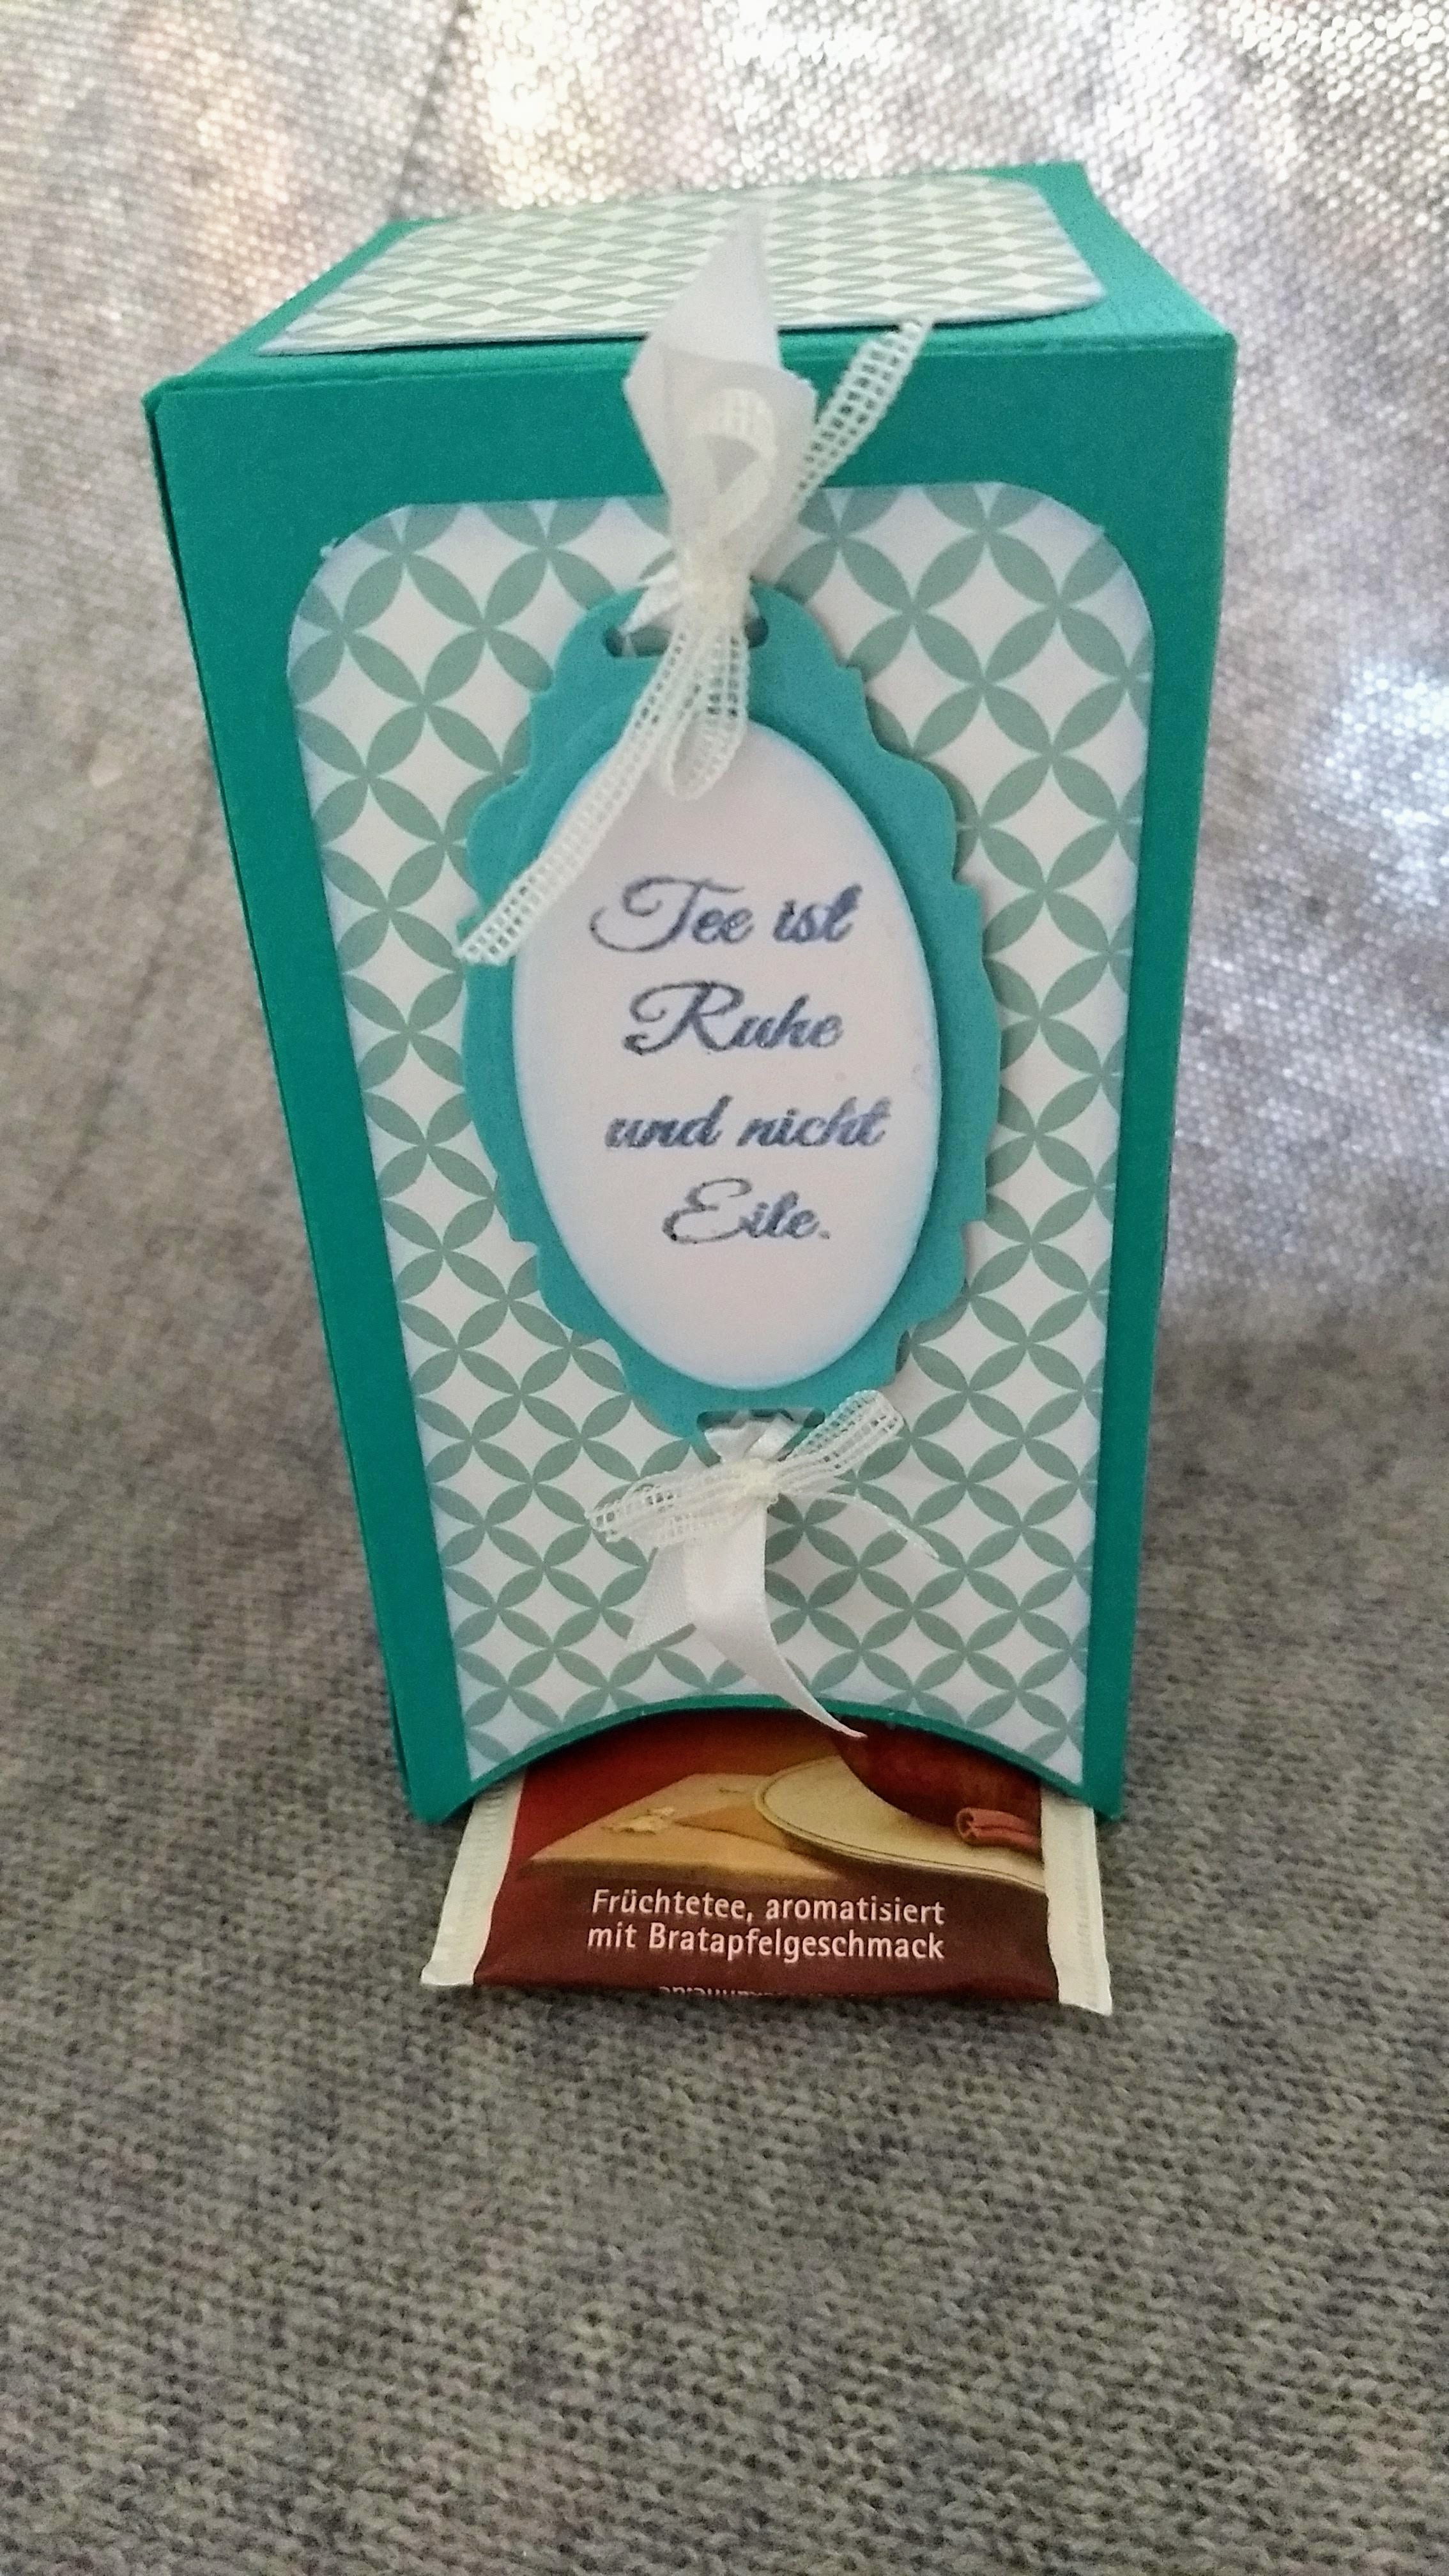 Tee ist
Ruhe
und nicht
Eile.
Früchtetee, aromatisiert
mit Bratapfelgeschmack